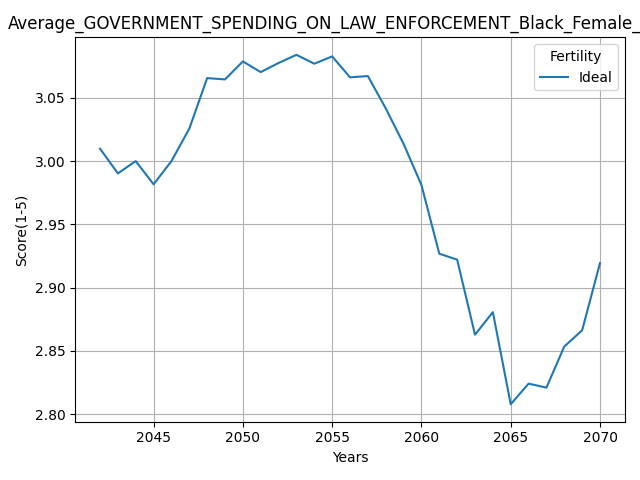 Average_GOVERNMENT_SPENDING_ON_LAW_ENFORCEMENT_Black_Female_
Fertility
Ideal
3.05
3.00
2.95
2.90
2.85
2.80
Score(1-5)
2045 2050 2055 2060 2065 2070
Years